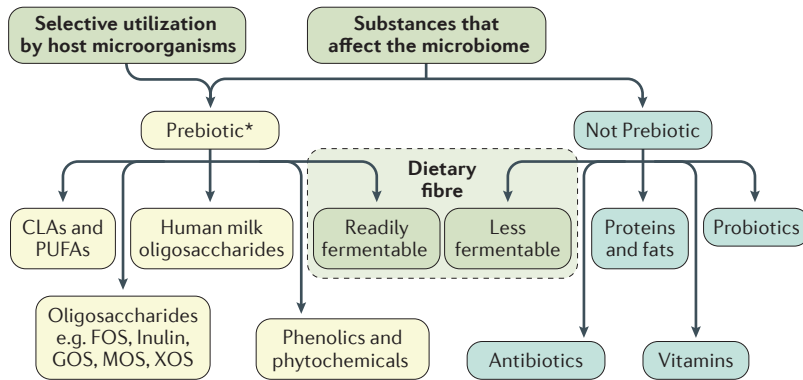 Selective utilization
by host microorganisms
Substances that
affect the microbiome
Prebiotic*
Not Prebiotic
Dietary
fibre
CLAs and
PUFAs
Human milk
oligosaccharides
Readily
fermentable
Less
fermentable
Proteins
and fats
Probiotics
Oligosaccharides
e.g. FOS, Inulin,
GOS, MOS, XOS
Phenolics and
phytochemicals
Antibiotics
Vitamins